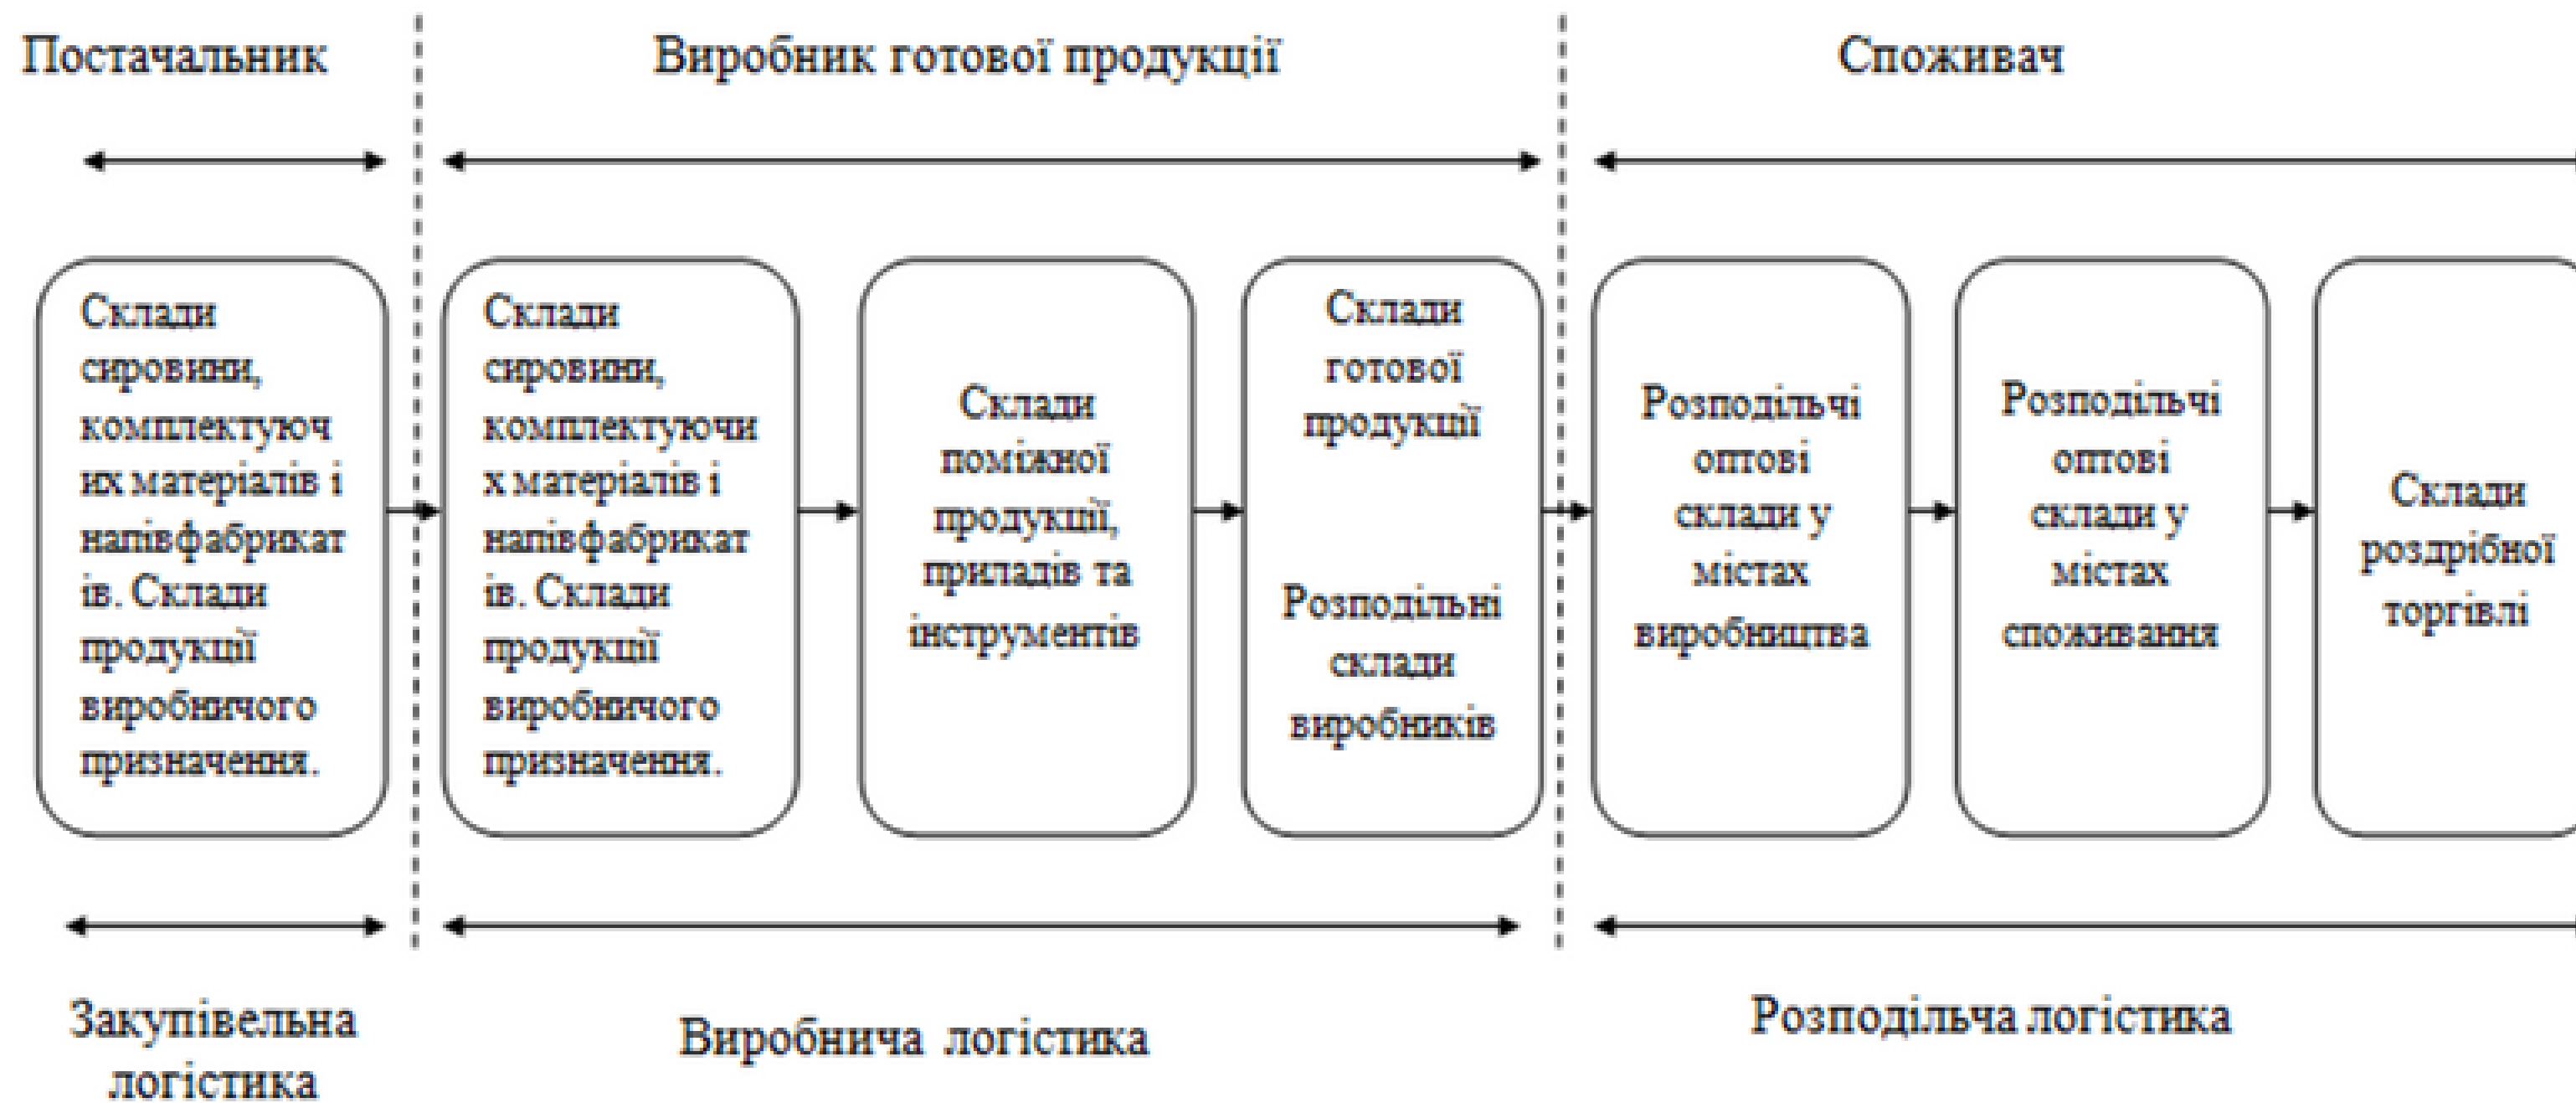 Постачальник
Виробник готової продукції
Споживач
Склади
сировини,
комплектуюч
их матеріалів і
напівфабрикат
ів. Склади
продукції
виробничого
призначення.
Склади
сировини,
комплектуючи
х матеріалів і
напівфабрикат
ів. Склади
продукції
виробничого
призначення.
Склади
поміжної
продукції,
приладів та
інструментів
Склади
готової
продукції
Розподільні
склади
виробників
Розподільчі
оптові
склади у
містах
виробництва
Розподільчі
оптові
склади у
містах
споживання
Склади
роздрібної
торгівлі
Закупівельна
логістика
Виробнича логістика
Розподільча логістика